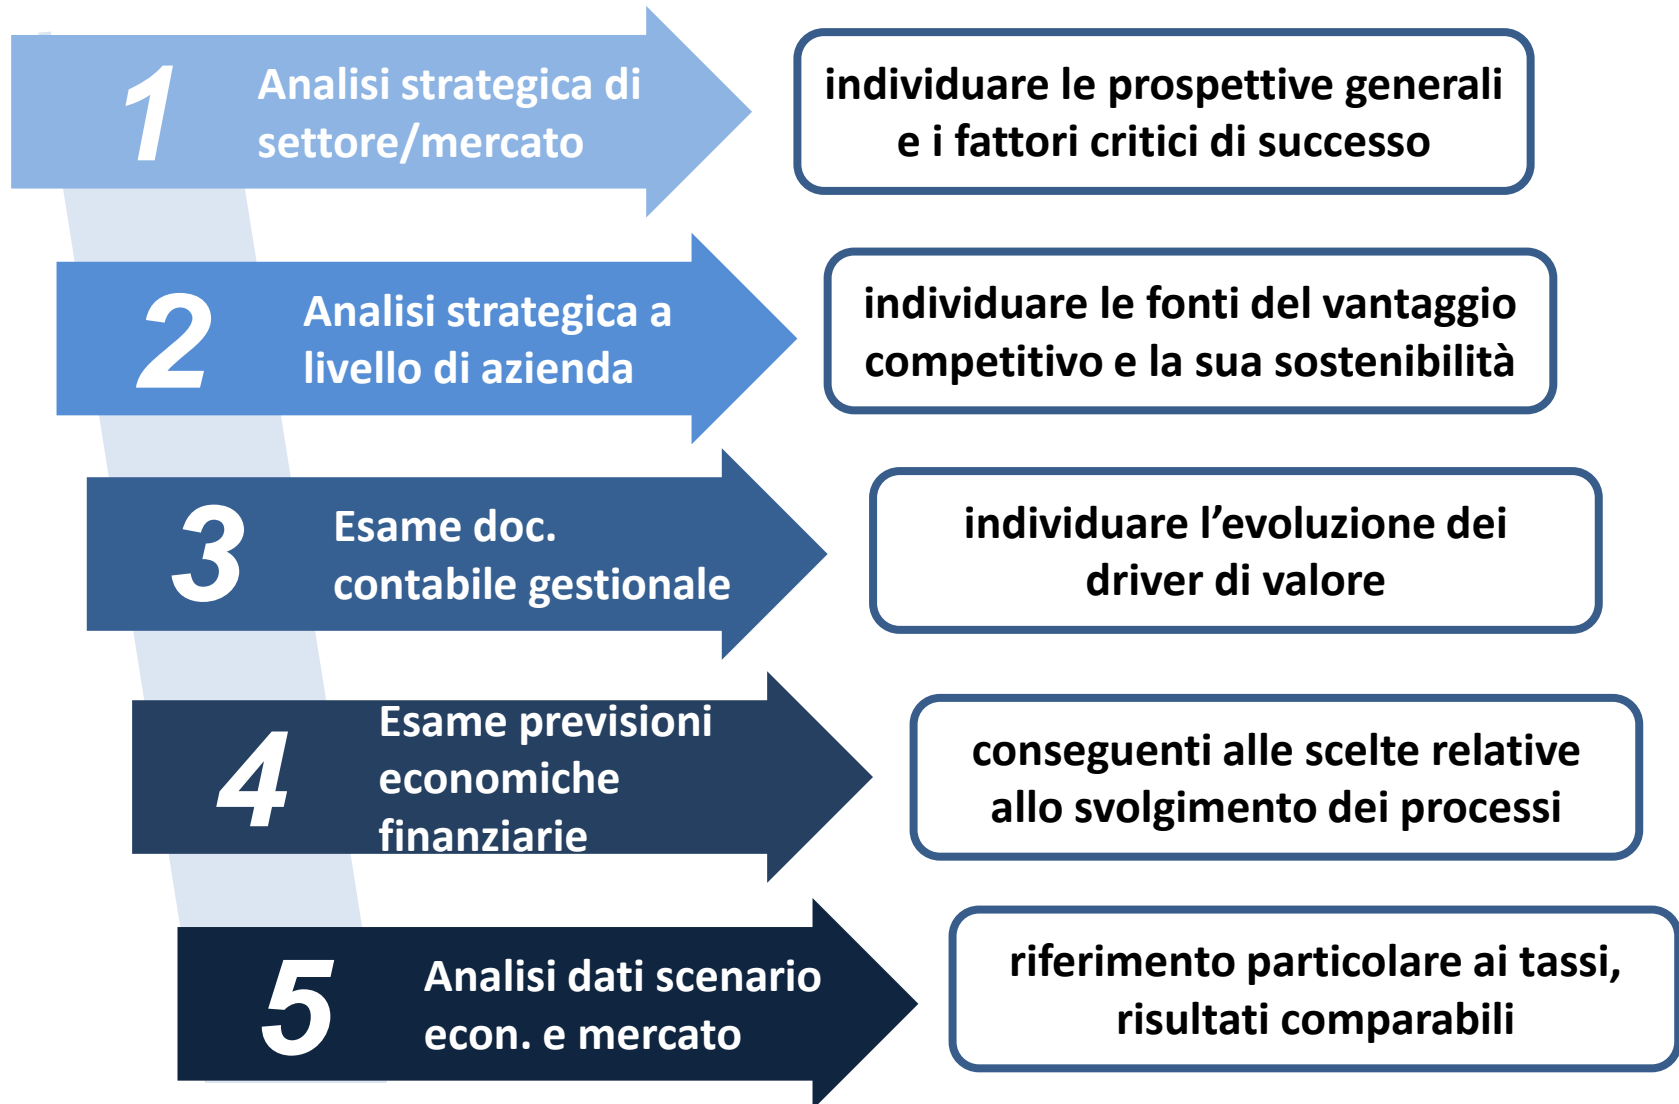 1
Analisi strategica di
settore/mercato
individuare le prospettive generali
e i fattori critici di successo
2
Analisi strategica a
livello di azienda
individuare le fonti del vantaggio
competitivo e la sua sostenibilità
3
Esame doc.
contabile gestionale
individuare l’evoluzione dei
driver di valore
4
Esame previsioni
economiche
finanziarie
conseguenti alle scelte relative
allo svolgimento dei processi
5
Analisi dati scenario
econ. e mercato
riferimento particolare ai tassi,
risultati comparabili